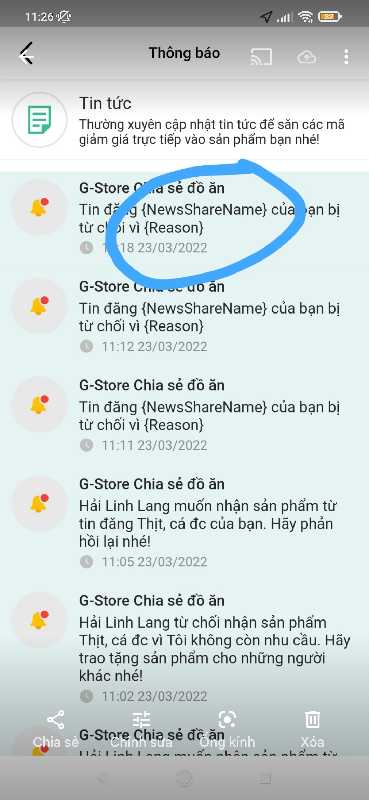 11:26
22
Thông báo
Tin tức
Thường xuyên cập nhật tin tức để săn các mã
giảm giá trực tiếp vào sản phẩm bạn nhé!
G-Store Chia sẻ đồ ăn
Tin đăng {NewsShareName} của bạn bị
từ chối vì {Reason}
11:18 23/03/2022
G-Store Chia sẻ đồ ăn
Tin đăng {NewsShareName} của bạn bị
từ chối vì {Reason}
11:12 23/03/2022
G-Store Chia sẻ đồ ăn
Tin đăng {NewsShareName} của bạn bị
từ chối vì {Reason}
11:11 23/03/2022
G-Store Chia sẻ đồ ăn
Hải Linh Lang muốn nhận sản phẩm từ
tin đăng Thịt, cá đc của bạn. Hãy phản
hồi lại nhé!
11:05 23/03/2022
G-Store Chia sẻ đồ ăn
Hải Linh Lang từ chối nhận sản phẩm
Thịt, cá đc vì Tôi không còn nhu cầu. Hãy
trao tặng sản phẩm cho những người
khác nhé!
11:02 23/03/2022
G-Store Chia sẻ đồ ăn
Chia sẻ Chỉnh sửa Ống kính Xóa
Hải Linh Lang muốn nhận sản phẩm từ